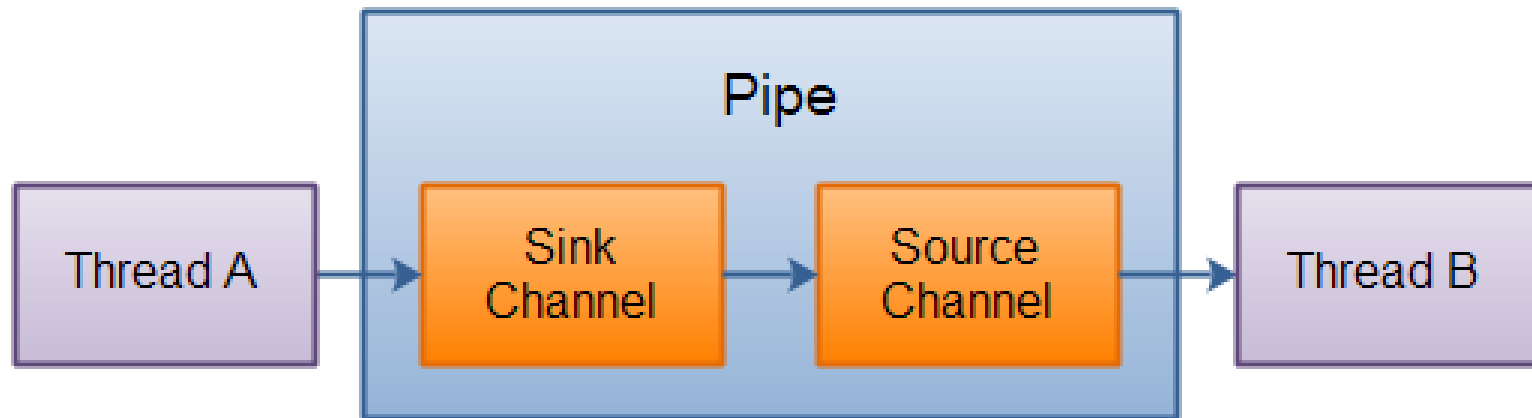 Pipe
Thread A
Sink
Channel
Source
Channel
Thread B